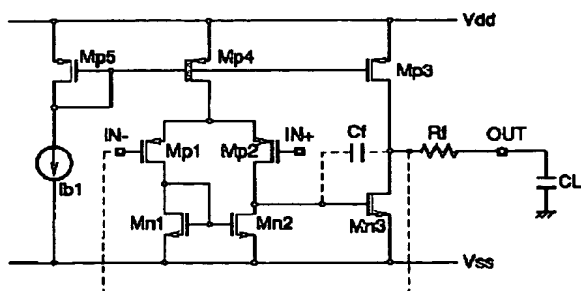 Vdd
Mp5
Mp4
Mp3
IN-
IN+
Cf
Rf
OUT
Mp1
Mp2
Ib1
CL
Mn1
Mn2
Mn3
Vss